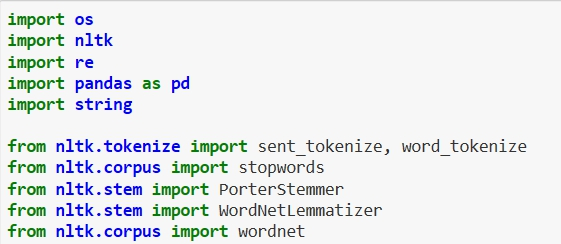 import os
import nltk
import re
import pandas as pd
import string
from nltk.tokenize import sent_tokenize, word_tokenize
from nltk.corpus import stopwords
from nltk.stem import PorterStemmer
from nltk.stem import WordNetLemmatizer
from nltk.corpus import wordnet